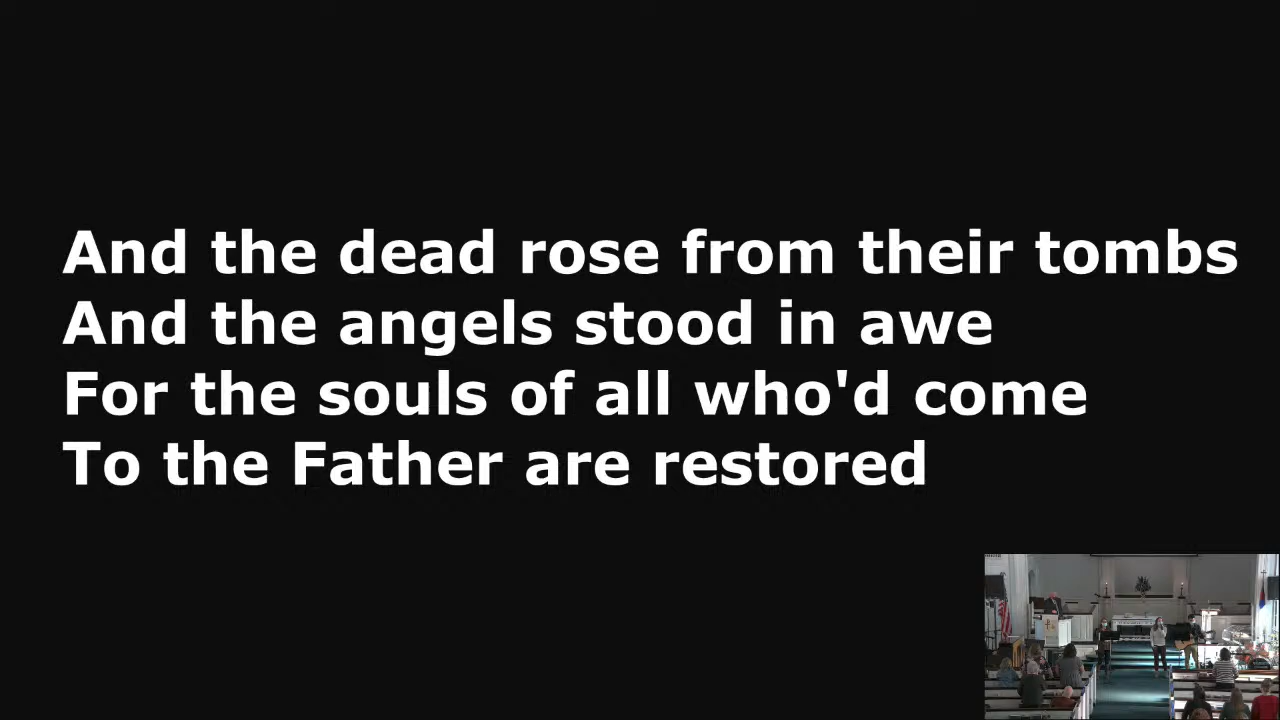 And the dead rose from their tombs
And the angels stood in awe
For the souls of all who'd come
To the Father are restored